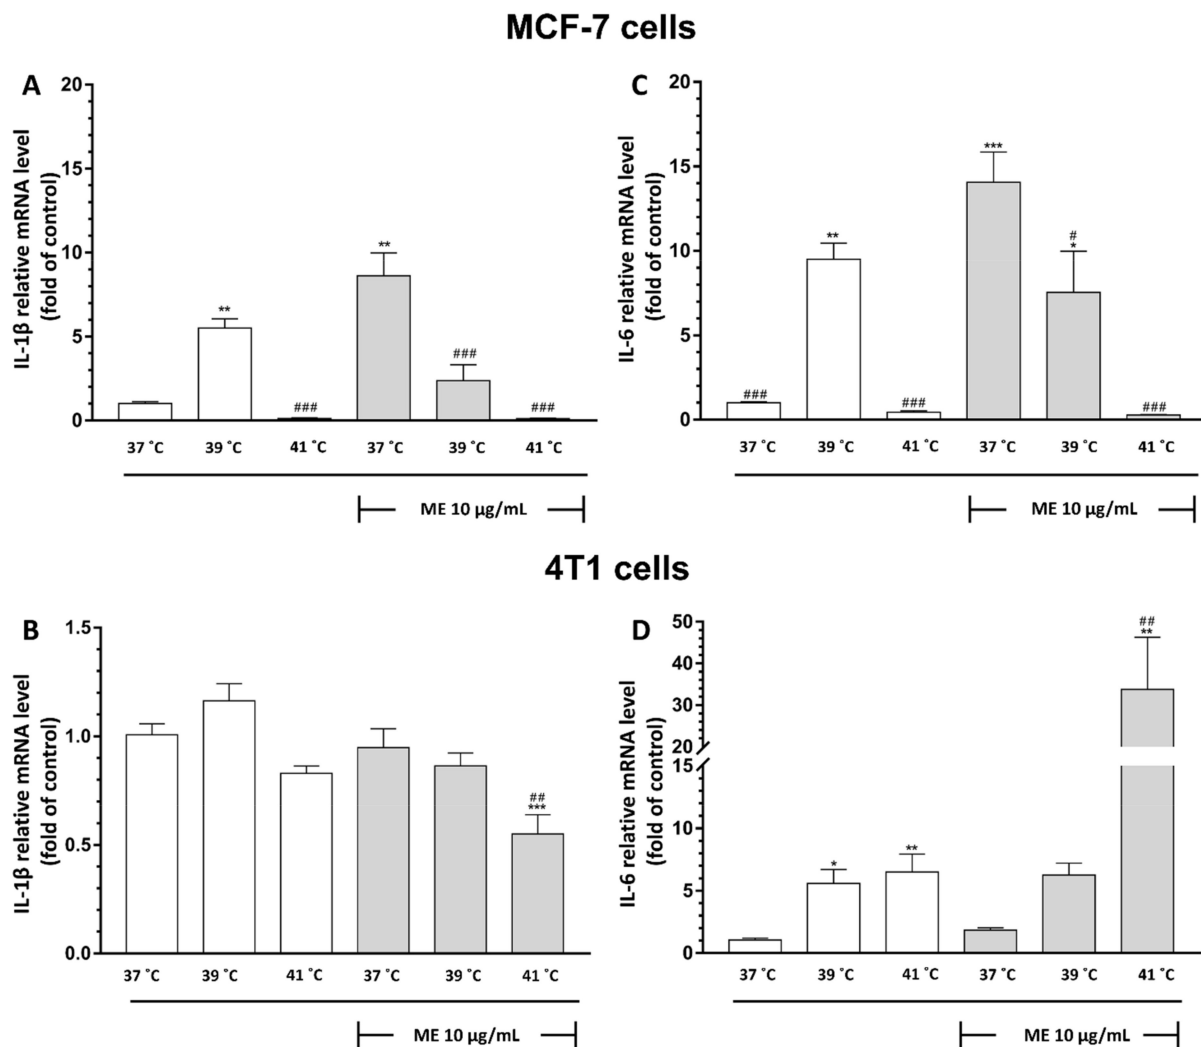 MCF-7 cells
A
IL-1β relative mRNA level
(fold of control)
20
15
10
5
0
**
###
**
###
###
37 ˚C 39 ˚C 41 ˚C 37 ˚C 39 ˚C 41 ˚C
ME 10 µg/mL
C
IL-6 relative mRNA level
(fold of control)
20
15
10
5
0
###
**
###
***
#
*
###
37 ˚C 39 ˚C 41 ˚C 37 ˚C 39 ˚C 41 ˚C
ME 10 µg/mL
4T1 cells
B
IL-1β relative mRNA level
(fold of control)
1.5
1.0
0.5
0.0
##
***
37 ˚C 39 ˚C 41 ˚C 37 ˚C 39 ˚C 41 ˚C
ME 10 µg/mL
D
IL-6 relative mRNA level
(fold of control)
50
40
30
20
15
10
5
0
*
**
##
**
37 ˚C 39 ˚C 41 ˚C 37 ˚C 39 ˚C 41 ˚C
ME 10 µg/mL